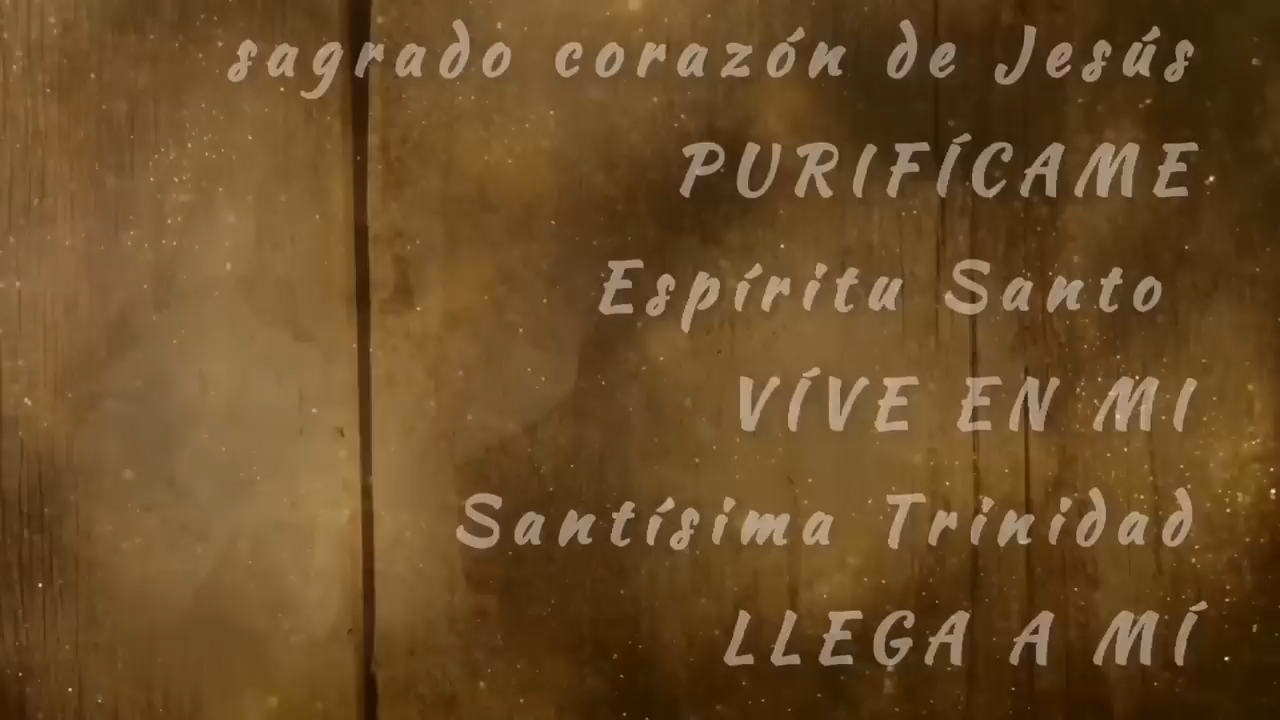 sagrado corazón de Jesús
PURIFÍCAME
Espíritu Santo
VÍVE EN MI
Santísima Trinidad
LLEGA A MÍ